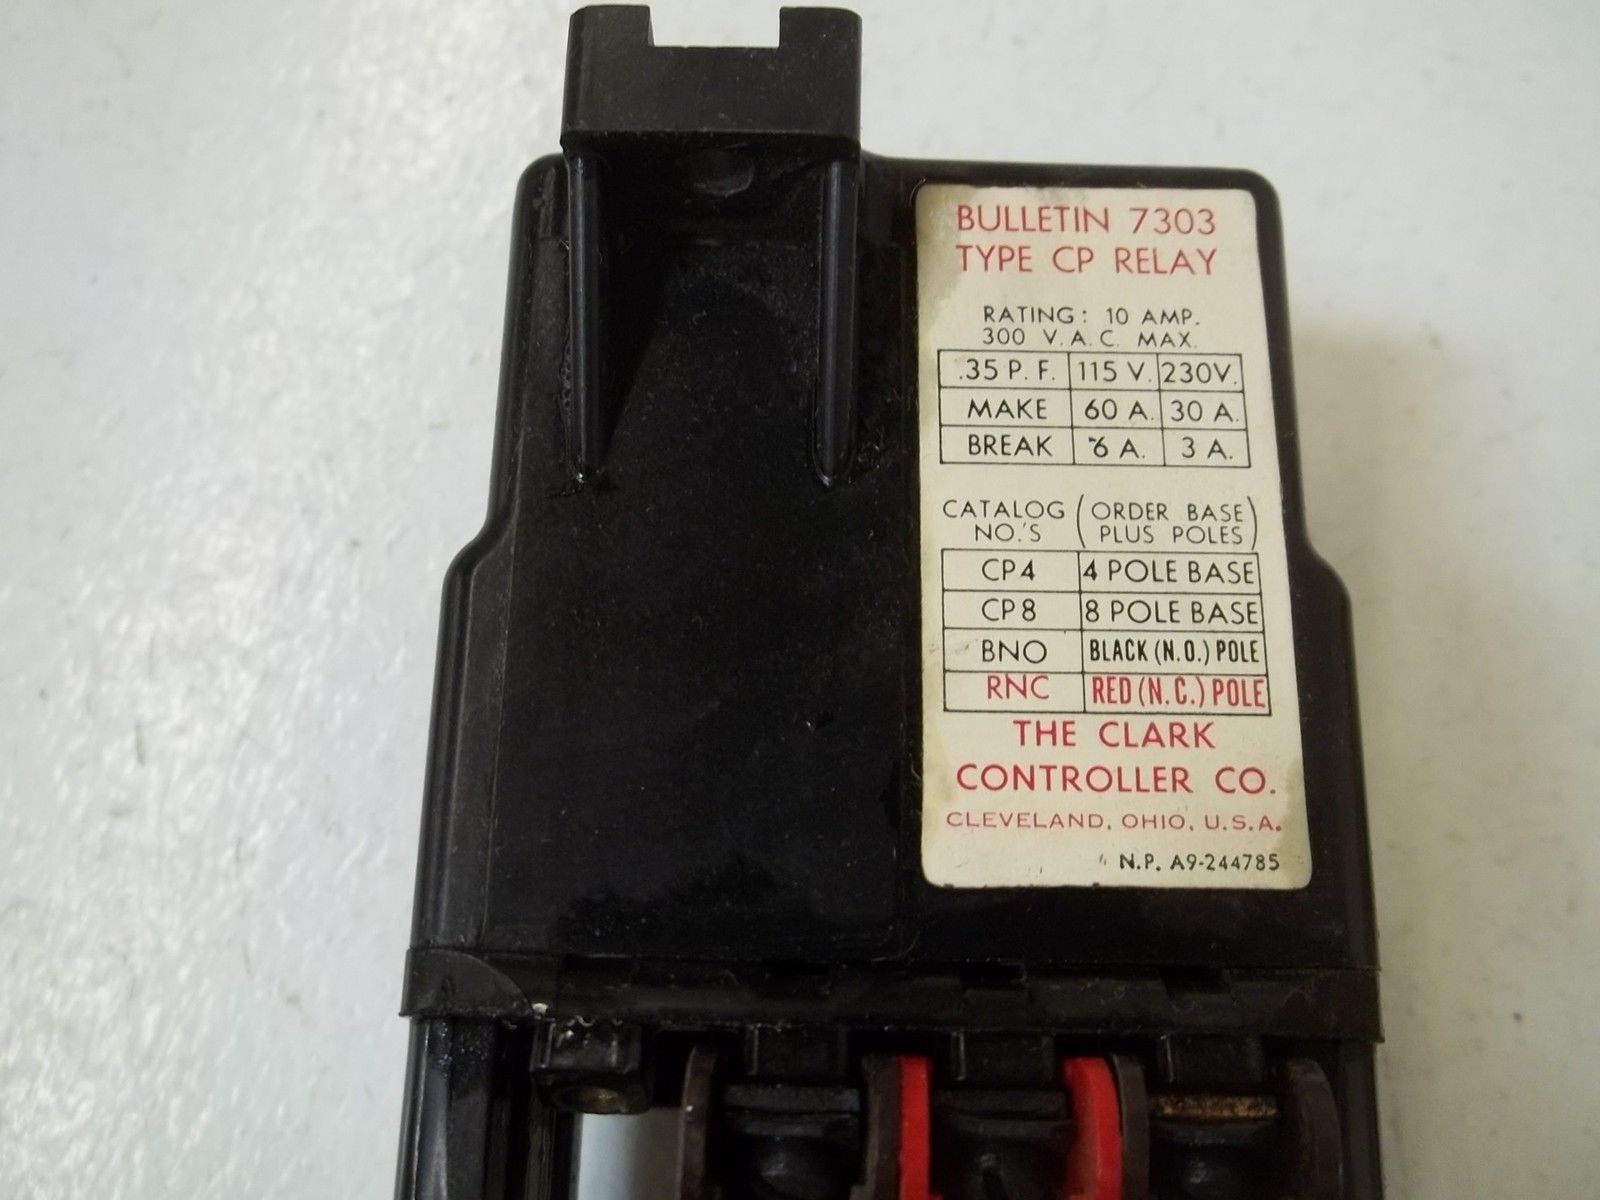 BULLETIN 7303
TYPE CP RELAY
RATING: 10 AMP.
300 V.A.C. MAX.
.35 P.F. 115 V. 230V.
MAKE 60 A. 30 A.
BREAK 6 A. 3 A.
CATALOG NO.'S (ORDER BASE PLUS POLES)
CP4 4 POLE BASE
CP8 8 POLE BASE
BNO BLACK (N.O.) POLE
RNC RED (N.C.) POLE
THE CLARK
CONTROLLER CO.
CLEVELAND, OHIO, U.S.A.
N.P. A9-244785